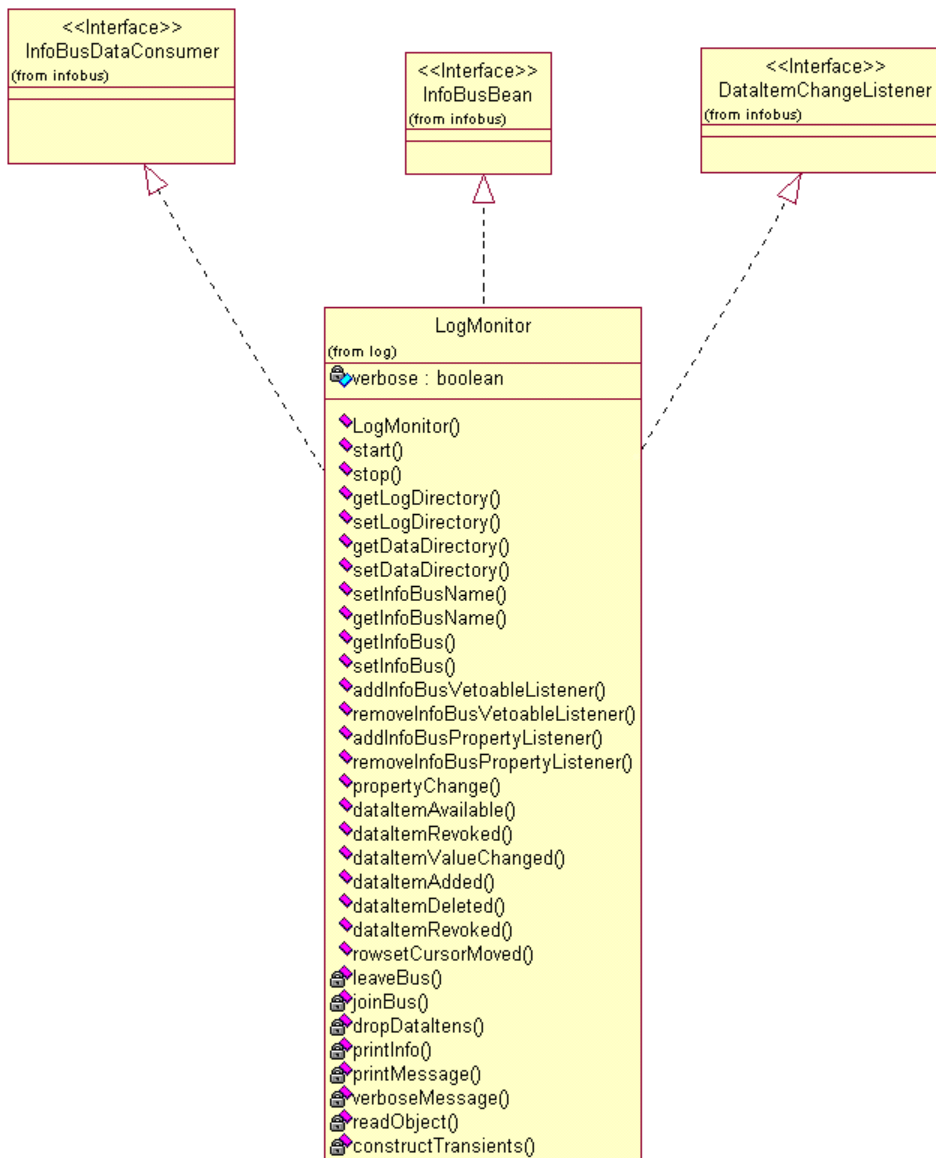 <<Interface>>
InfoBusDataConsumer
(from infobus)
<<Interface>>
InfoBusBean
(from infobus)
<<Interface>>
DataItemChangeListener
(from infobus)
LogMonitor
(from log)
verbose : boolean
LogMonitor()
start()
stop()
getLogDirectory()
setLogDirectory()
getDataDirectory()
setDataDirectory()
setInfoBusName()
getInfoBusName()
getInfoBus()
setInfoBus()
addInfoBusVetoableListener()
removeInfoBusVetoableListener()
addInfoBusPropertyListener()
removeInfoBusPropertyListener()
propertyChange()
dataItemAvailable()
dataItemRevoked()
dataItemValueChanged()
dataItemAdded()
dataItemDeleted()
dataItemRevoked()
rowsetCursorMoved()
leaveBus()
joinBus()
dropDataItens()
printInfo()
printMessage()
verboseMessage()
readObject()
constructTransients()